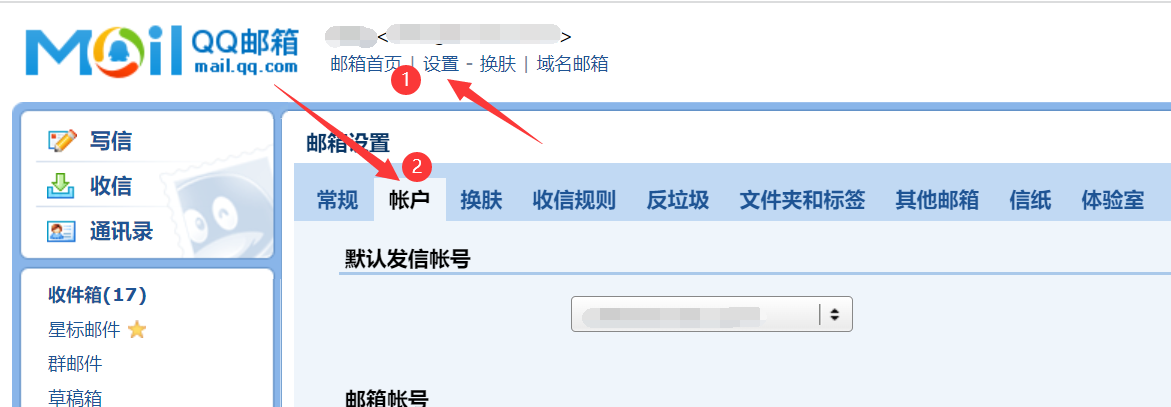 Mail QQ邮箱
mail.qq.com
< >
邮箱首页 | 设置 - 换肤 | 域名邮箱
1
写信
收信
通讯录
收件箱(17)
星标邮件
群邮件
草稿箱
邮箱设置
2
常规 帐户 换肤 收信规则 反垃圾 文件夹和标签 其他邮箱 信纸 体验室
默认发信帐号
邮箱帐号